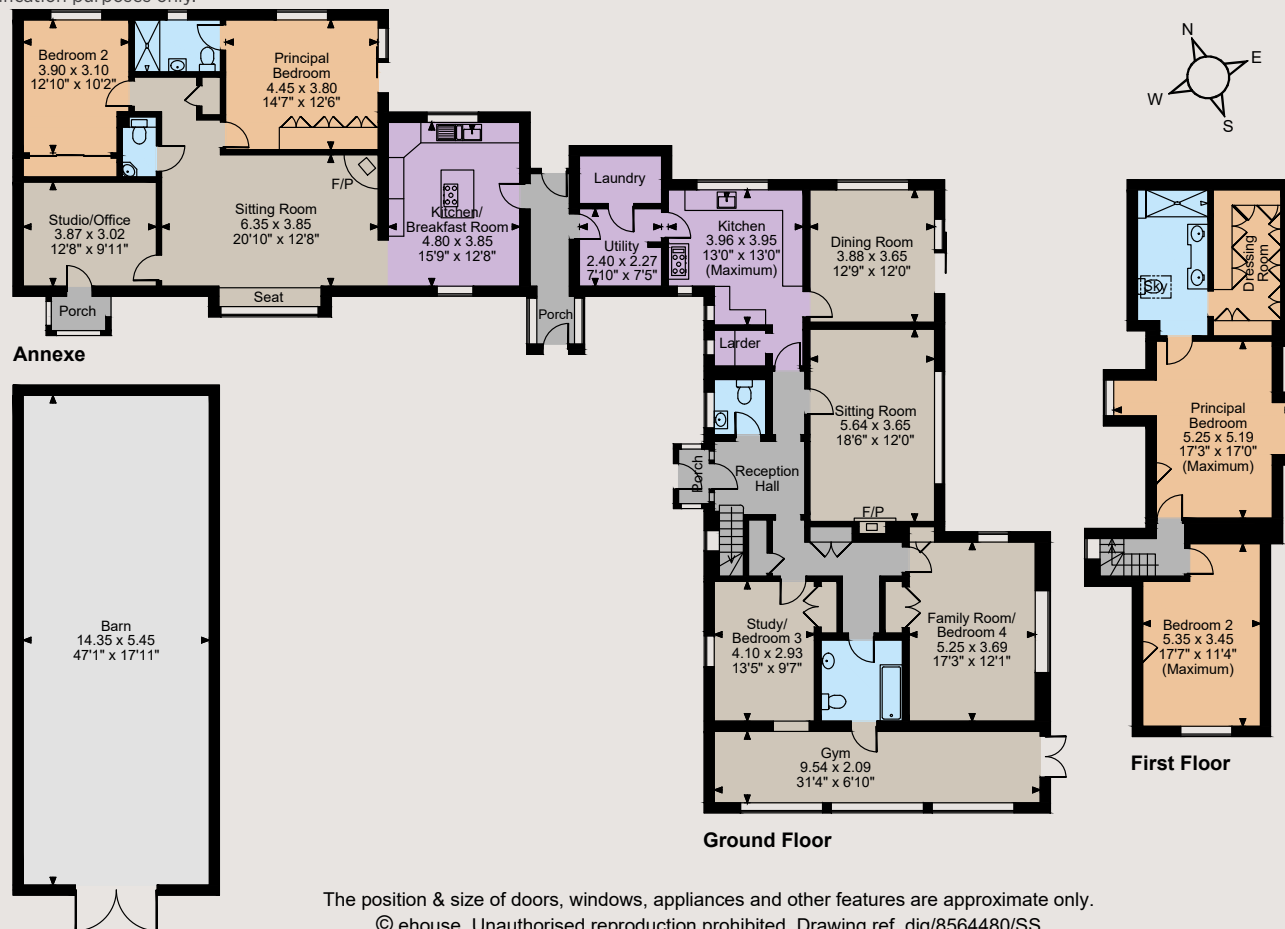 Bedroom 2
3.90 x 3.10
12'10" x 10'2"
Principal
Bedroom
4.45 x 3.80
14'7" x 12'6"
F/P
Sitting Room
6.35 x 3.85
20'10" x 12'8"
Studio/Office
3.87 x 3.02
12'8" x 9'11"
Seat
Porch
Annexe
Kitchen/
Breakfast Room
4.80 x 3.85
15'9" x 12'8"
Porch
Laundry
Utility
2.40 x 2.27
7'10" x 7'5"
Kitchen
3.96 x 3.95
13'0" x 13'0"
(Maximum)
Dining Room
3.88 x 3.65
12'9" x 12'0"
Larder
Sitting Room
5.64 x 3.65
18'6" x 12'0"
F/P
Porch
Reception
Hall
Study/
Bedroom 3
4.10 x 2.93
13'5" x 9'7"
Family Room/
Bedroom 4
5.25 x 3.69
17'3" x 12'1"
Gym
9.54 x 2.09
31'4" x 6'10"
Ground Floor
N
E
W
S
Sky
Dressing
Room
Principal
Bedroom
5.25 x 5.19
17'3" x 17'0"
(Maximum)
Bedroom 2
5.35 x 3.45
17'7" x 11'4"
(Maximum)
First Floor
Barn
14.35 x 5.45
47'1" x 17'11"
The position & size of doors, windows, appliances and other features are approximate only.
© ehouse. Unauthorised reproduction prohibited. Drawing ref. dig/8564480/SS